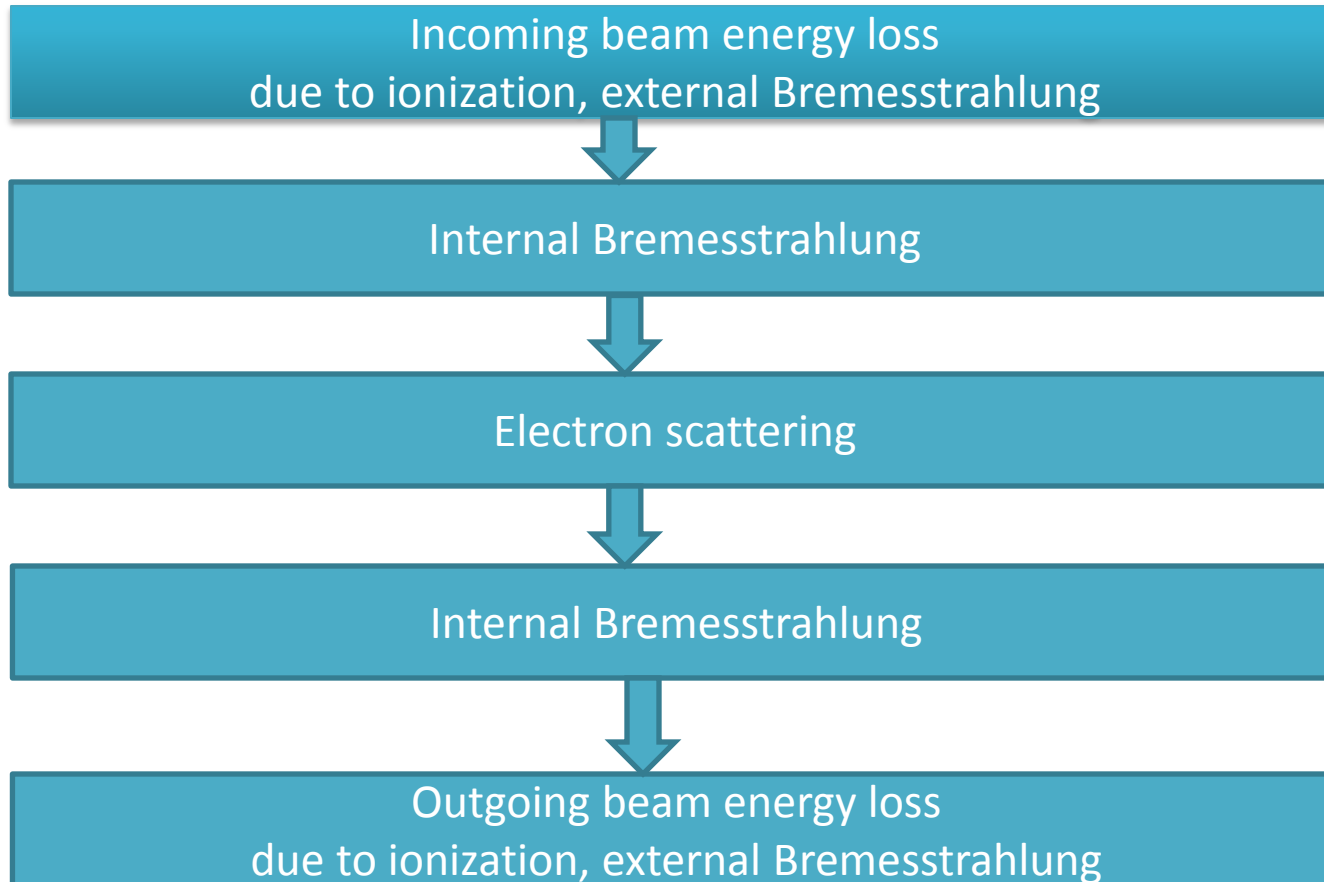 Incoming beam energy loss
due to ionization, external Bremesstrahlung
Internal Bremesstrahlung
Electron scattering
Internal Bremesstrahlung
Outgoing beam energy loss
due to ionization, external Bremesstrahlung